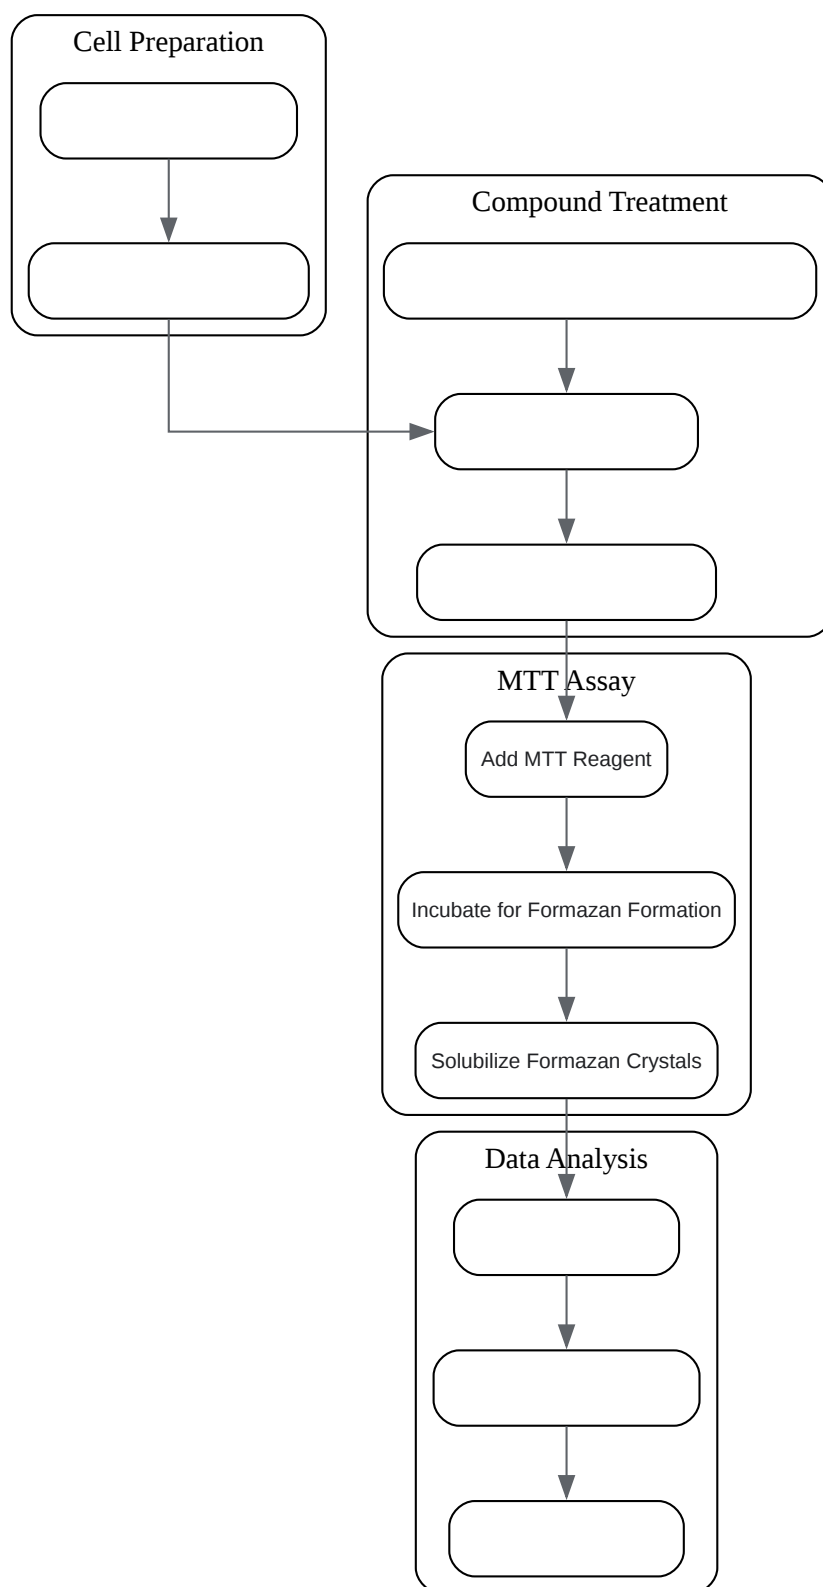 Cell Preparation
Compound Treatment
MTT Assay
Add MTT Reagent
Incubate for Formazan Formation
Solubilize Formazan Crystals
Data Analysis